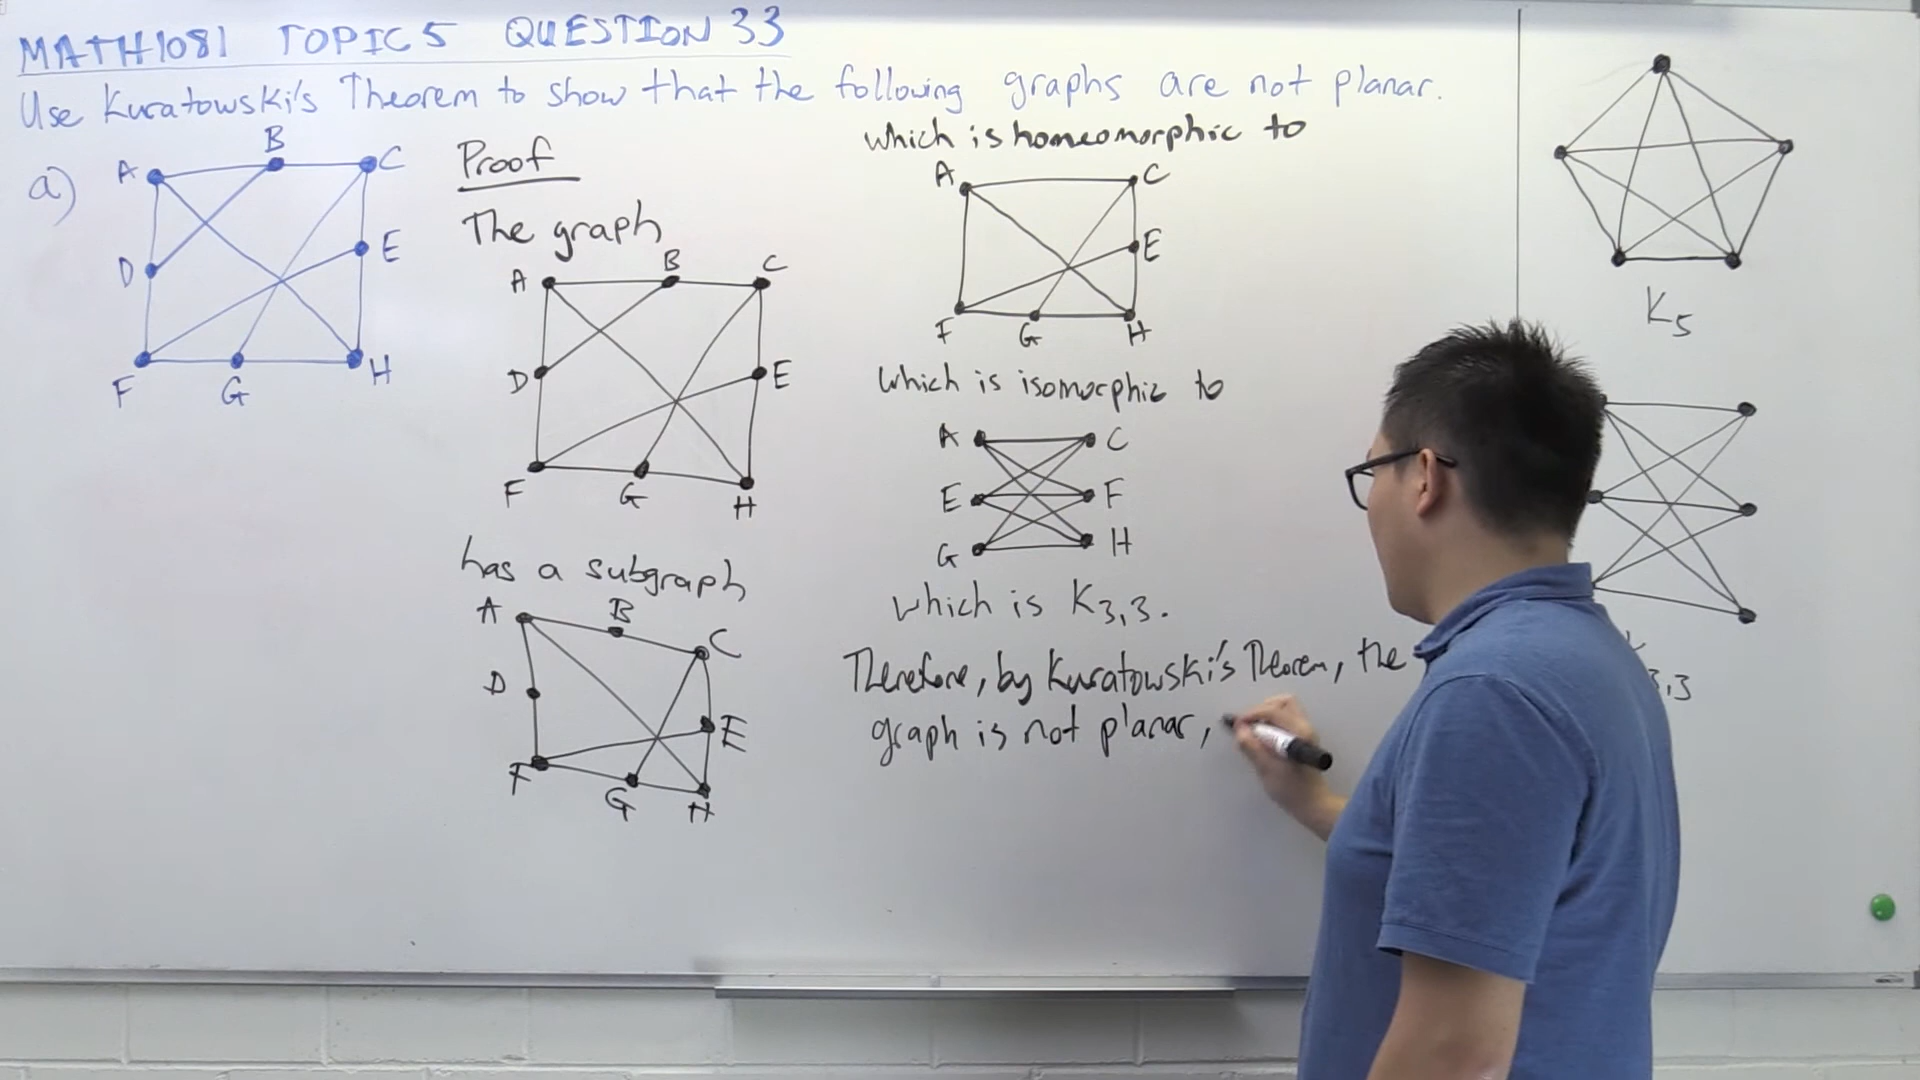 MATH1081 TOPIC 5 QUESTION 33
Use Kuratowski's Theorem to show that the following graphs are not planar.
a)
A B C
D E
F G H
Proof
The graph
A B C
D E
F G H
has a subgraph
A B C
D E
F G H
which is homeomorphic to
A C
E
F G H
which is isomorphic to
A C
E F
G H
which is K3,3.
Therefore, by Kuratowski's Theorem, the
graph is not planar,
K5
3,3